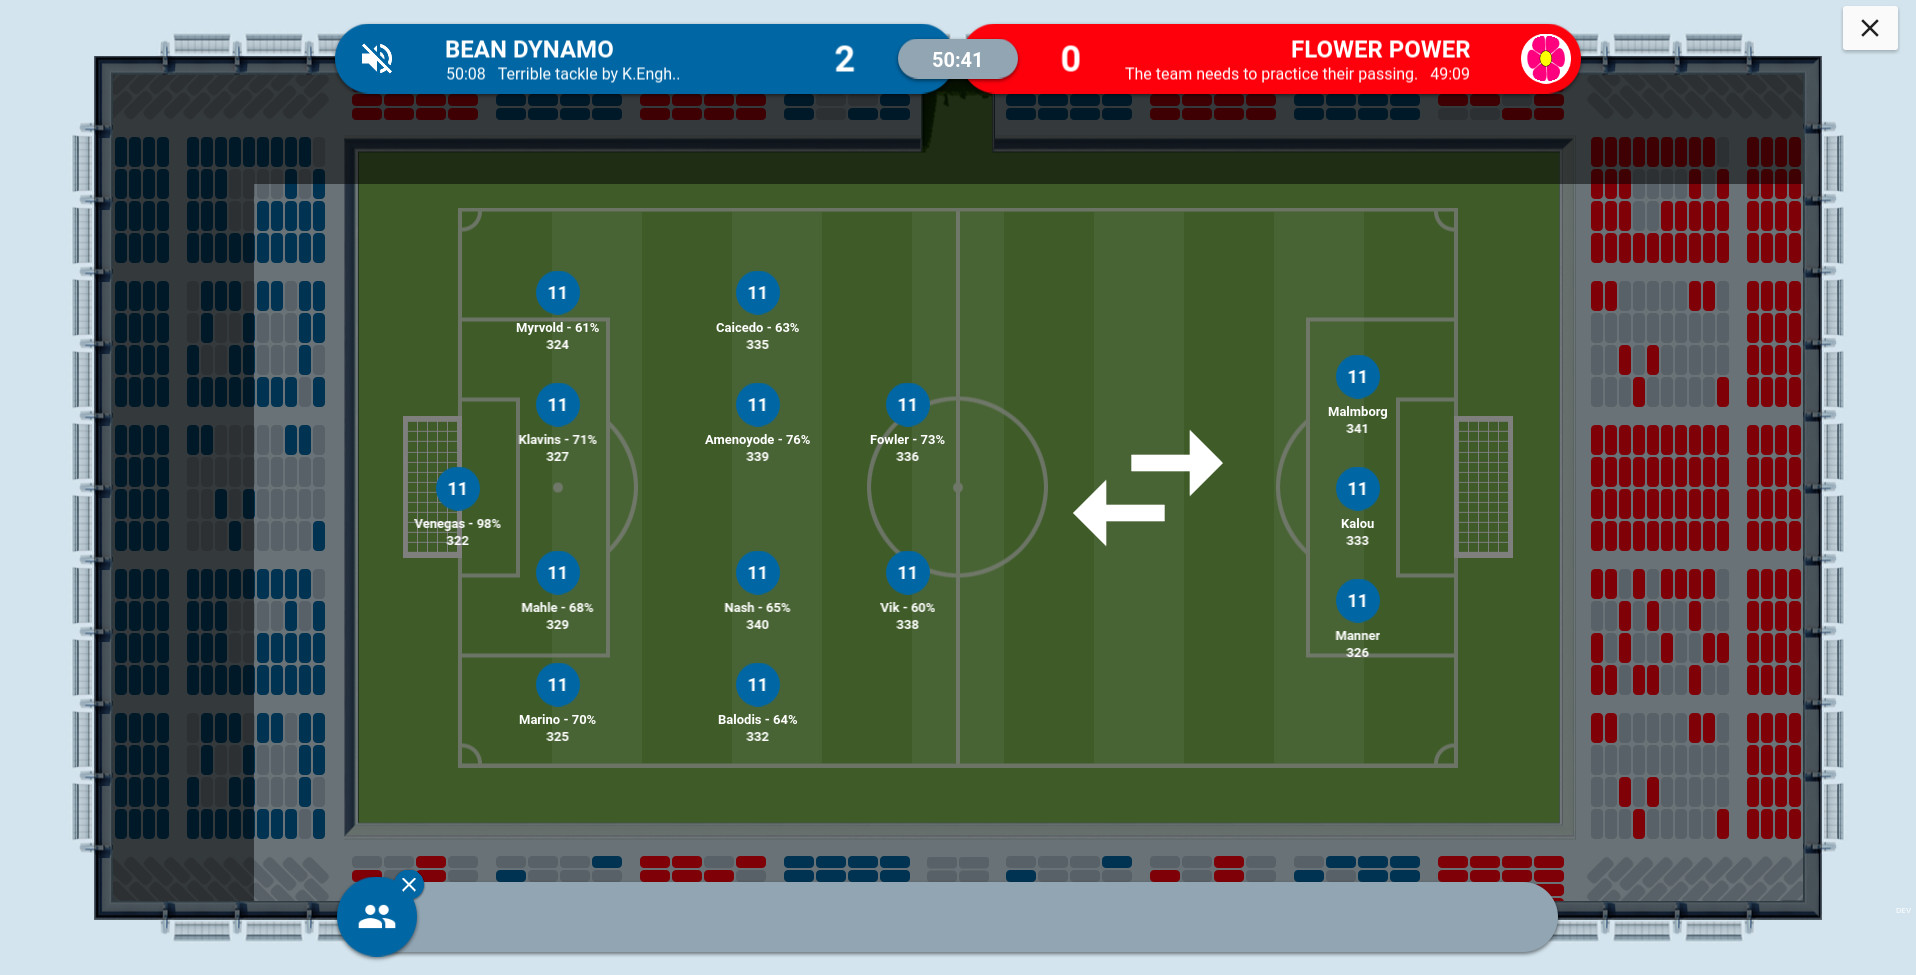 BEAN DYNAMO
50:08 Terrible tackle by K.Engh..
2
50:41
0
FLOWER POWER
The team needs to practice their passing. 49:09
11
Myrvold - 61%
324
11
Caicedo - 63%
335
11
Malmborg
341
11
Klavins - 71%
327
11
Amenoyode - 76%
339
11
Fowler - 73%
336
11
Venegas - 98%
322
11
Kalou
333
11
Mahle - 68%
329
11
Nash - 65%
340
11
Vik - 60%
338
11
Manner
326
11
Marino - 70%
325
11
Balodis - 64%
332
DEV